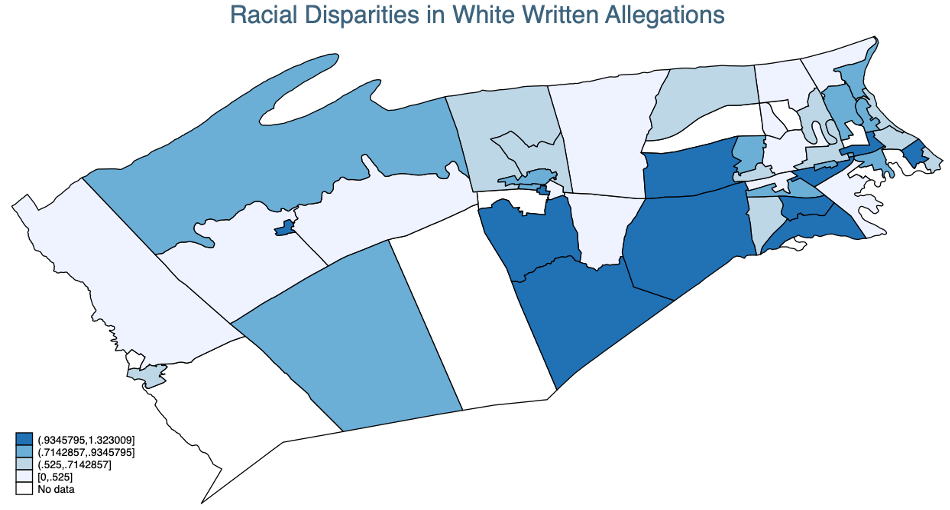 Racial Disparities in White Written Allegations
(.9345795,1.323009]
(.7142857,.9345795]
(.525,.7142857]
[0,.525]
No data